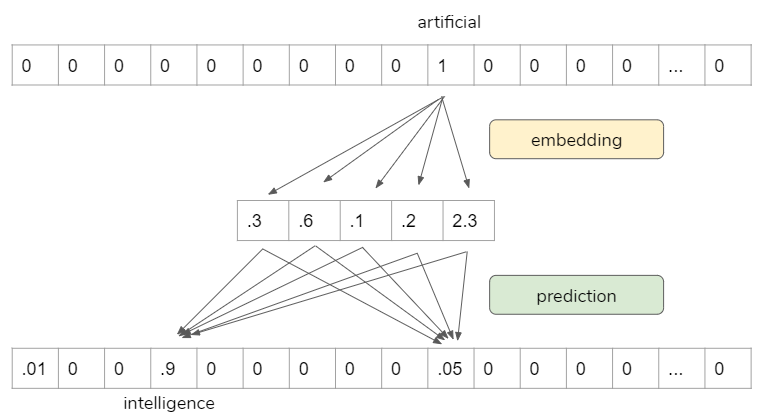 artificial
0 0 0 0 0 0 0 0 0 1 0 0 0 0 ... 0
embedding
.3 .6 .1 .2 2.3
prediction
.01 0 0 .9 0 0 0 0 0 .05 0 0 0 0 ... 0
intelligence